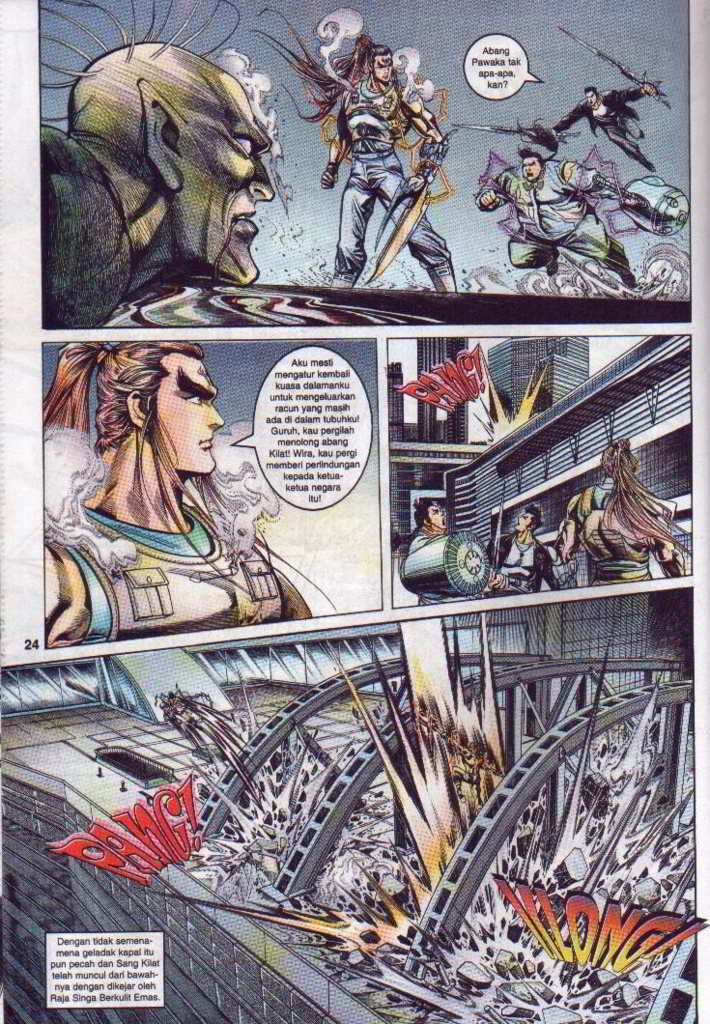 Abang
Pawaka tak
apa-apa,
kan?
Aku mesti
mengatur kembali
kuasa dalamanku
untuk mengeluarkan
racun yang masih
ada di dalam tubuhku!
Guruh, kau pergilah
menolong abang
Kilat! Wira, kau pergi
memberi perlindungan
kepada ketua-
ketua negara
itu!
PANG!
24
PANG!
KLONG!
Dengan tidak semena-
mena geladak kapal itu
pun pecah dan Sang Kilat
telah muncul dari bawah-
nya dengan dikejar oleh
Raja Singa Berkulit Emas.